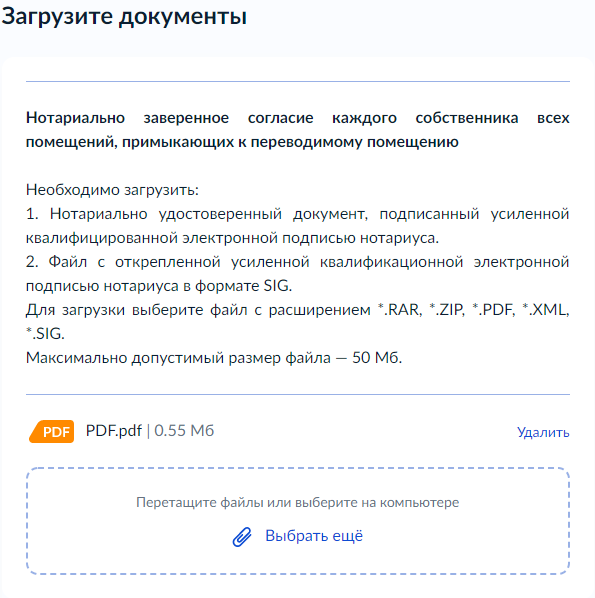 Загрузите документы
Нотариально заверенное согласие каждого собственника всех
помещений, примыкающих к переводимому помещению
Необходимо загрузить:
1. Нотариально удостоверенный документ, подписанный усиленной
квалифицированной электронной подписью нотариуса.
2. Файл с открепленной усиленной квалификационной электронной
подписью нотариуса в формате SIG.
Для загрузки выберите файл с расширением *.RAR, *.ZIP, *.PDF, *.XML,
*.SIG.
Максимально допустимый размер файла — 50 Мб.
PDF PDF.pdf | 0.55 Мб Удалить
Перетащите файлы или выберите на компьютере
Выбрать ещё